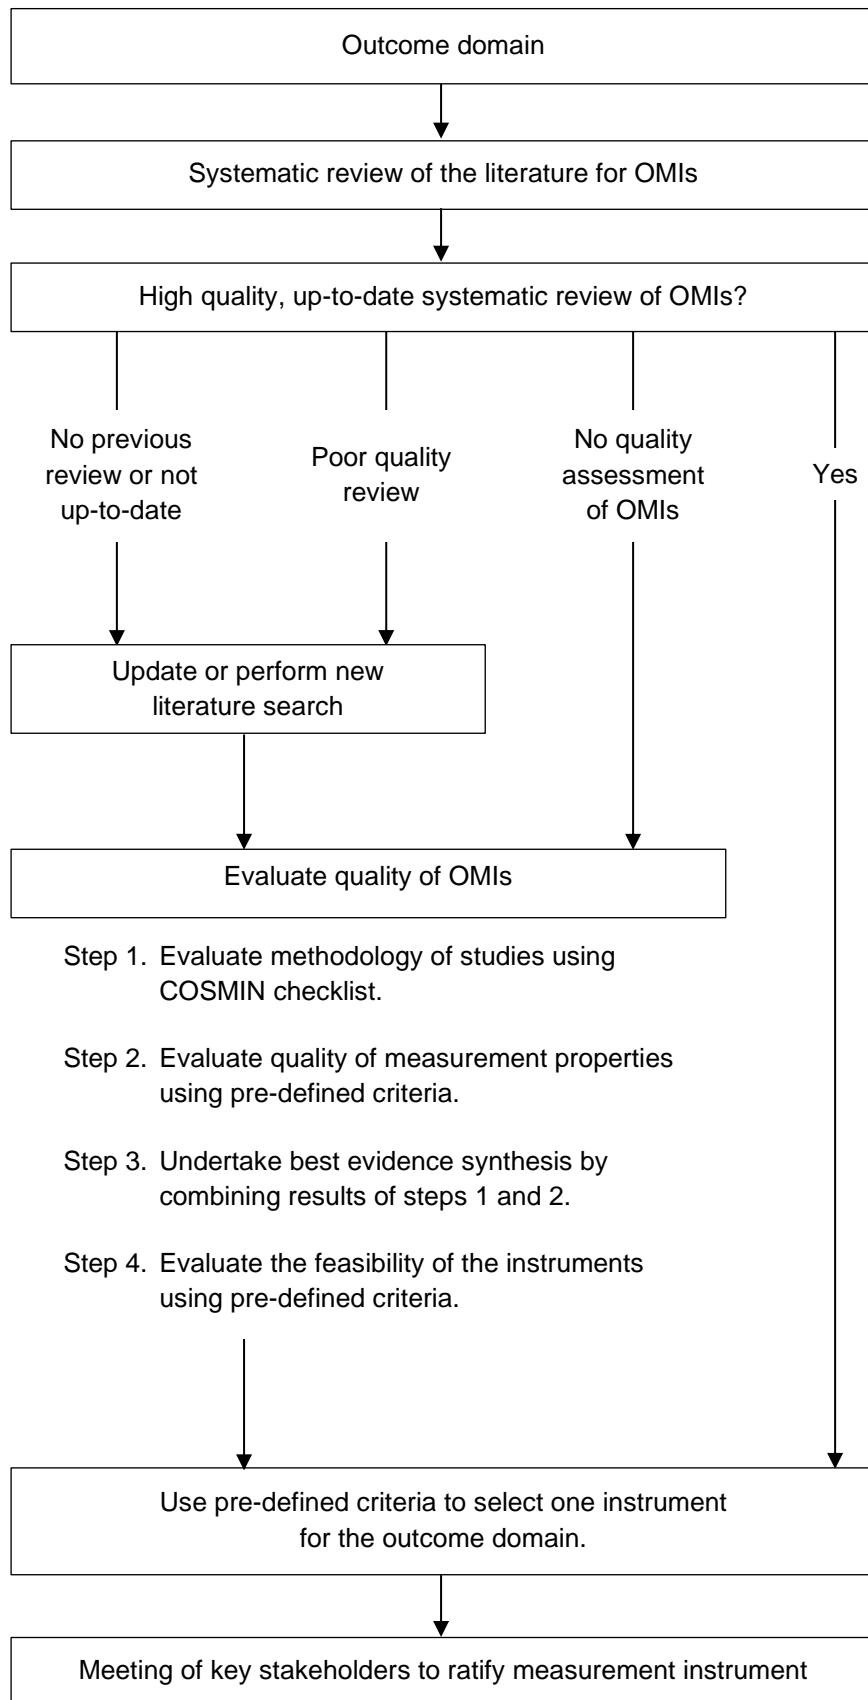 Outcome domain
Systematic review of the literature for OMIs
High quality, up-to-date systematic review of OMIs?
No previous
review or not
up-to-date
Poor quality
review
No quality
assessment
of OMIs
Yes
Update or perform new
literature search
Evaluate quality of OMIs
Step 1. Evaluate methodology of studies using
COSMIN checklist.
Step 2. Evaluate quality of measurement properties
using pre-defined criteria.
Step 3. Undertake best evidence synthesis by
combining results of steps 1 and 2.
Step 4. Evaluate the feasibility of the instruments
using pre-defined criteria.
Use pre-defined criteria to select one instrument
for the outcome domain.
Meeting of key stakeholders to ratify measurement instrument